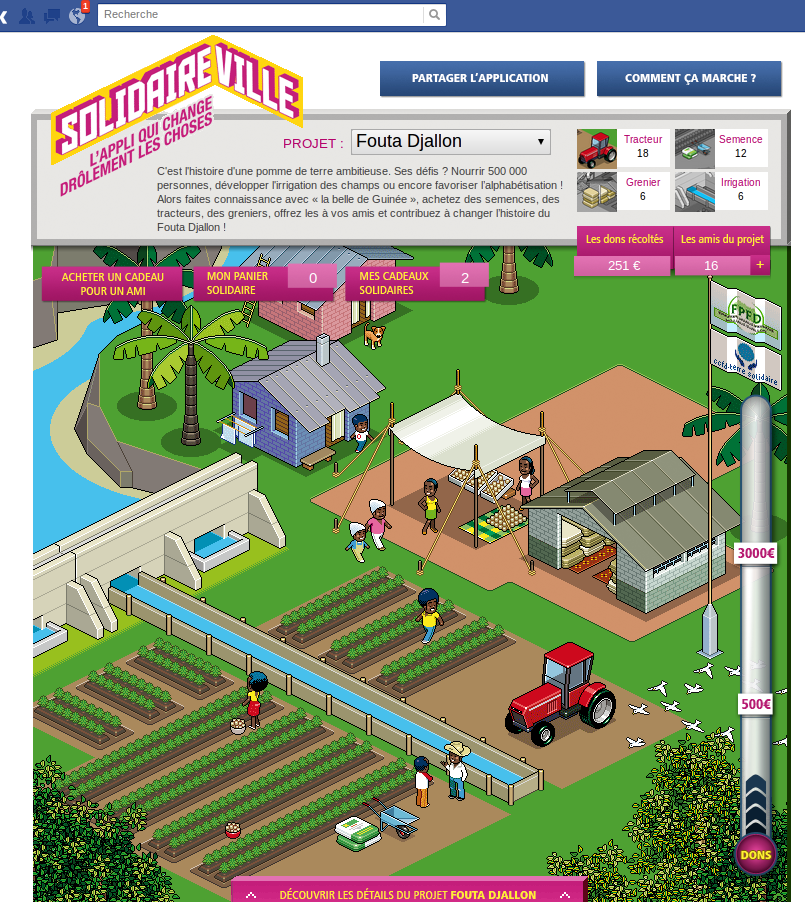 1
Recherche
SOLIDAIREVILLE
L'APPLI QUI CHANGE
DRÔLEMENT LES CHOSES
PARTAGER L'APPLICATION
COMMENT ÇA MARCHE ?
PROJET :
Fouta Djallon
C'est l'histoire d'une pomme de terre ambitieuse. Ses défis ? Nourrir 500 000
personnes, développer l'irrigation des champs ou encore favoriser l'alphabétisation !
Alors faites connaissance avec « la belle de Guinée », achetez des semences, des
tracteurs, des greniers, offrez les à vos amis et contribuez à changer l'histoire du
Fouta Djallon !
Tracteur
18
Semence
12
Grenier
6
Irrigation
6
Les dons récoltés
251 €
Les amis du projet
16
+
ACHETER UN CADEAU
POUR UN AMI
MON PANIER
SOLIDAIRE
0
MES CADEAUX
SOLIDAIRES
2
FPFD
ccfd-terre solidaire
3000€
500€
DONS
DÉCOUVRIR LES DÉTAILS DU PROJET FOUTA DJALLON